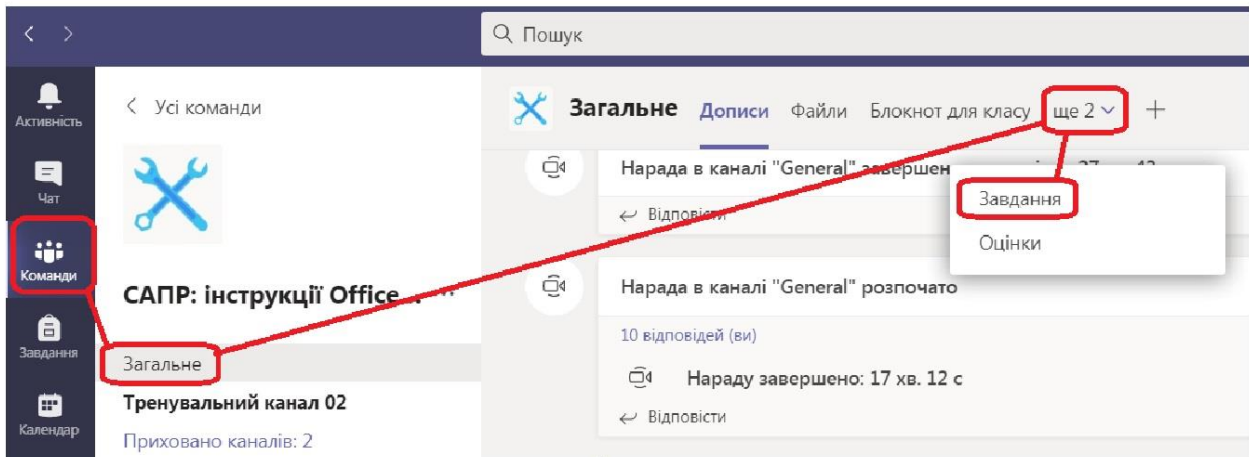 Пошук
Активність
Чат
Команди
Завдання
Календар
Усі команди
САПР: інструкції Office...
Загальне
Тренувальний канал 02
Приховано каналів: 2
Загальне Дописи Файли Блокнот для класу ще 2
Нарада в каналі "General"
Відповісти
Завдання
Оцінки
Нарада в каналі "General" розпочато
10 відповідей (ви)
Нараду завершено: 17 хв. 12 с
Відповісти